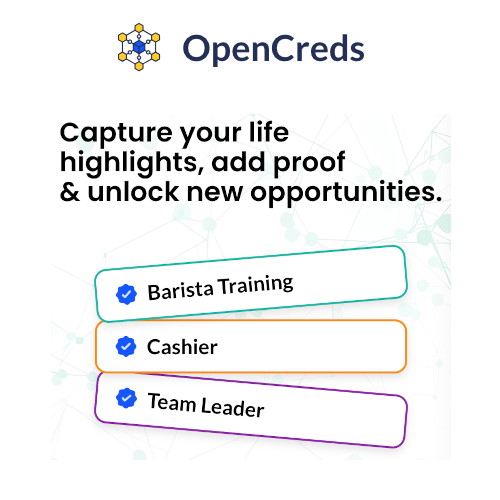 OpenCreds
Capture your life
highlights, add proof
& unlock new opportunities.
Barista Training
Cashier
Team Leader